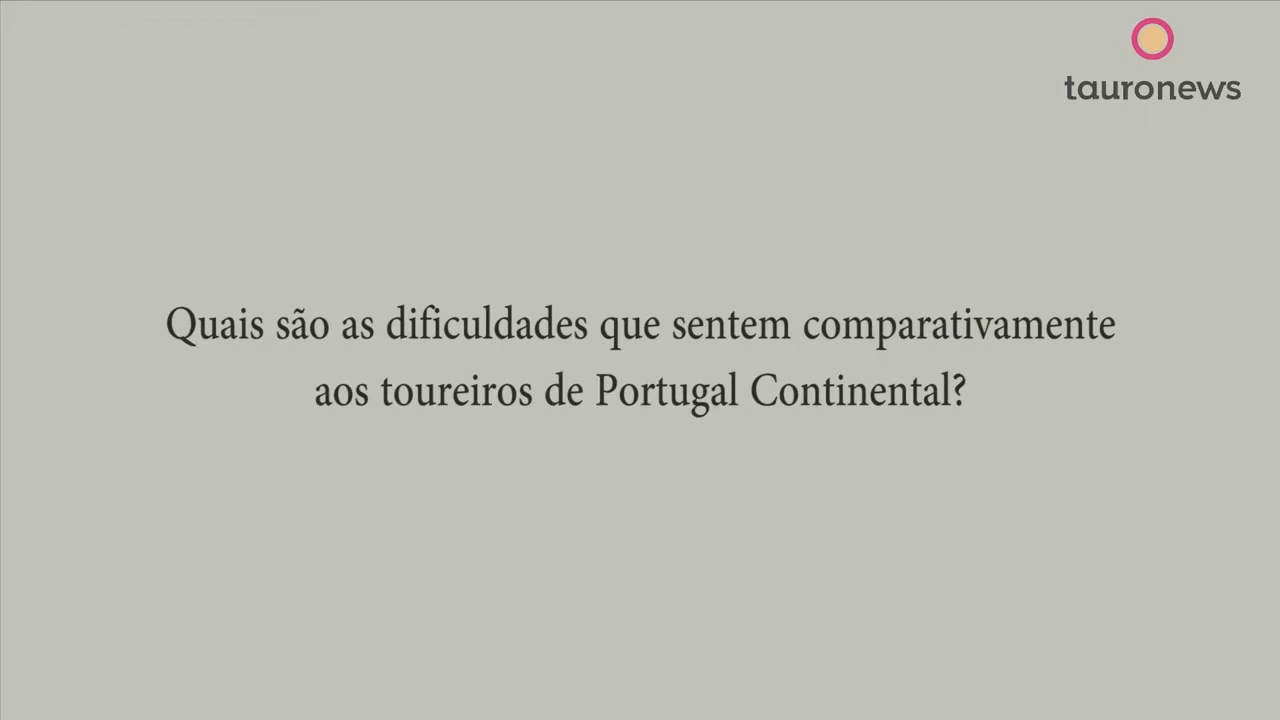 tauronews
Quais são as dificuldades que sentem comparativamente
aos toureiros de Portugal Continental?